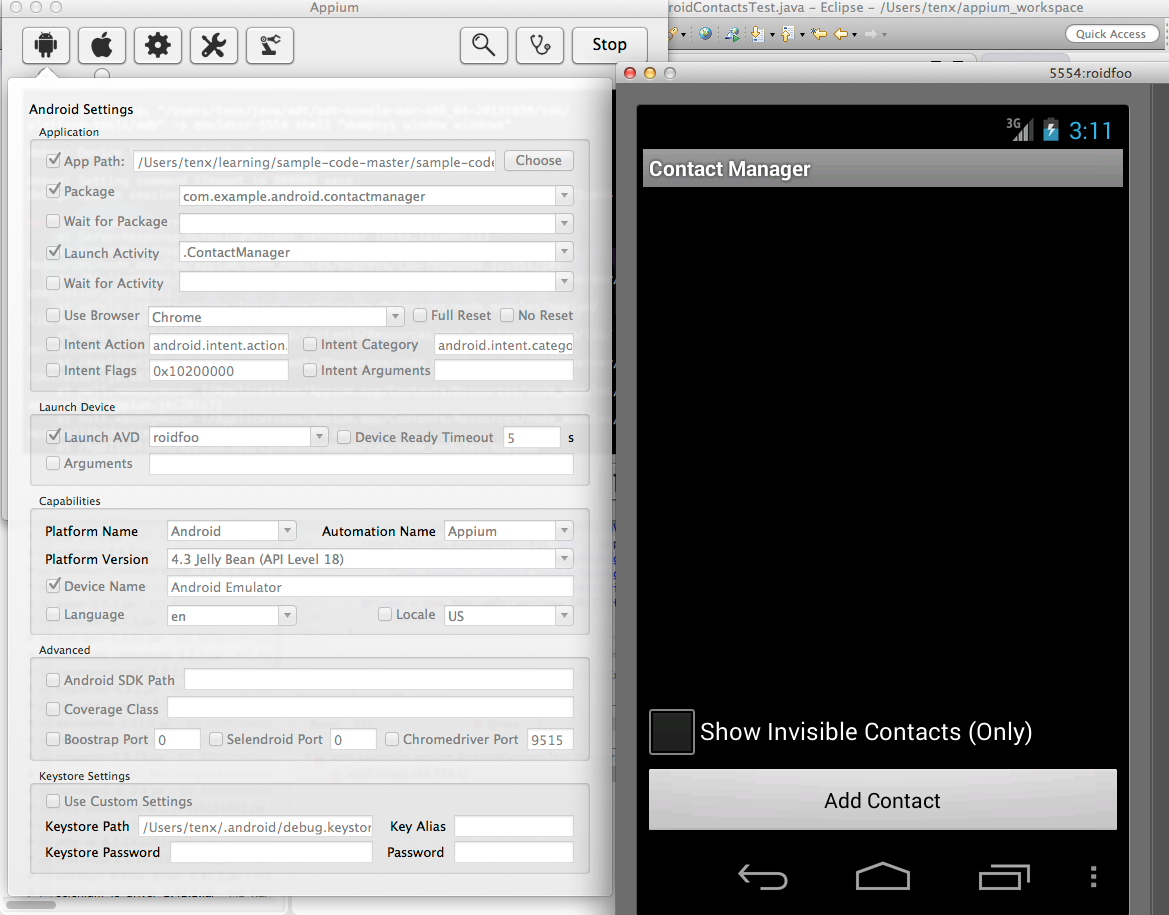 Appium
roidContactsTest.java – Eclipse – /Users/tenx/appium_workspace
Stop
Quick Access
5554:roidfoo
Android Settings
Application
App Path: /Users/tenx/learning/sample-code-master/sample-code Choose
Package com.example.android.contactmanager
Wait for Package
Launch Activity .ContactManager
Wait for Activity
Use Browser Chrome Full Reset No Reset
Intent Action android.intent.action. Intent Category android.intent.catego
Intent Flags 0x10200000 Intent Arguments
Launch Device
Launch AVD roidfoo Device Ready Timeout 5 s
Arguments
Capabilities
Platform Name Android Automation Name Appium
Platform Version 4.3 Jelly Bean (API Level 18)
Device Name Android Emulator
Language en Locale US
Advanced
Android SDK Path
Coverage Class
Boostrap Port 0 Selendroid Port 0 Chromedriver Port 9515
Keystore Settings
Use Custom Settings
Keystore Path /Users/tenx/.android/debug.keystor Key Alias
Keystore Password Password
3G 3:11
Contact Manager
Show Invisible Contacts (Only)
Add Contact